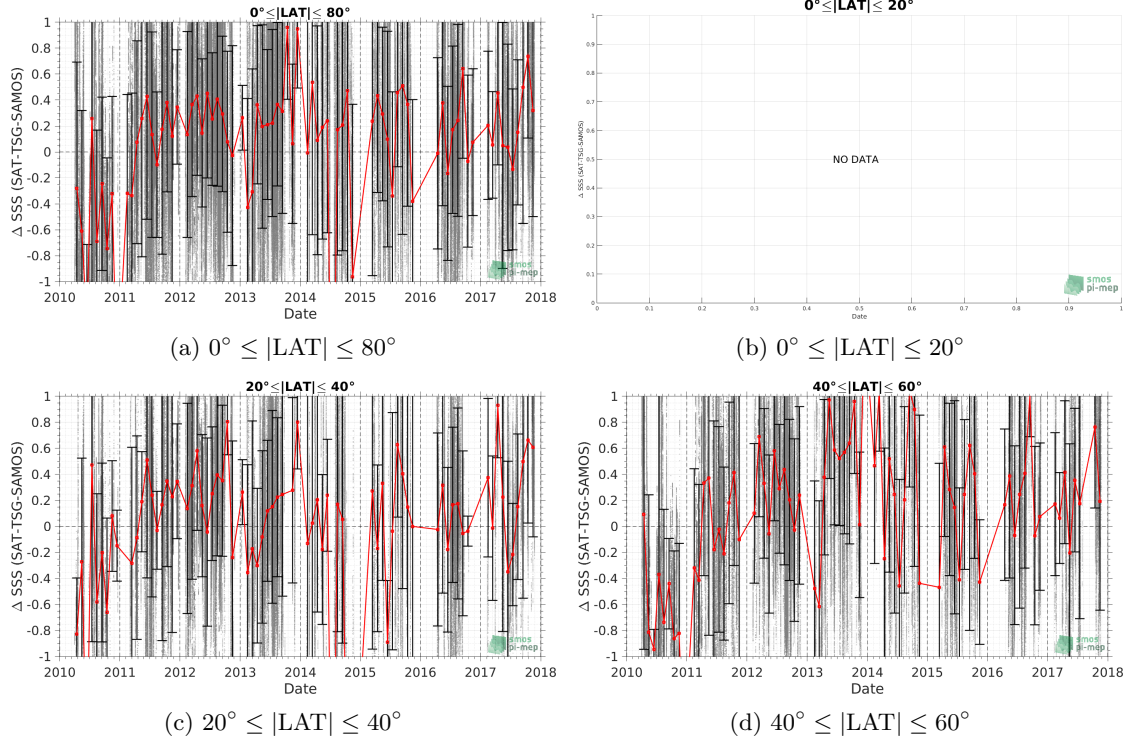 0°≤|LAT|≤ 80°
1
0.8
0.6
0.4
0.2
0
-0.2
-0.4
-0.6
-0.8
-1
Δ SSS (SAT-TSG-SAMOS)
2010 2011 2012 2013 2014 2015 2016 2017 2018
Date
smos
pi-mep
(a) 0° ≤ |LAT| ≤ 80°
0°≤|LAT|≤ 20°
1
0.9
0.8
0.7
0.6
0.5
0.4
0.3
0.2
0.1
0
Δ SSS (SAT-TSG-SAMOS)
NO DATA
0 0.1 0.2 0.3 0.4 0.5 0.6 0.7 0.8 0.9 1
Date
smos
pi-mep
(b) 0° ≤ |LAT| ≤ 20°
20°≤|LAT|≤ 40°
1
0.8
0.6
0.4
0.2
0
-0.2
-0.4
-0.6
-0.8
-1
Δ SSS (SAT-TSG-SAMOS)
2010 2011 2012 2013 2014 2015 2016 2017 2018
Date
smos
pi-mep
(c) 20° ≤ |LAT| ≤ 40°
40°≤|LAT|≤ 60°
1
0.8
0.6
0.4
0.2
0
-0.2
-0.4
-0.6
-0.8
-1
Δ SSS (SAT-TSG-SAMOS)
2010 2011 2012 2013 2014 2015 2016 2017 2018
Date
smos
pi-mep
(d) 40° ≤ |LAT| ≤ 60°